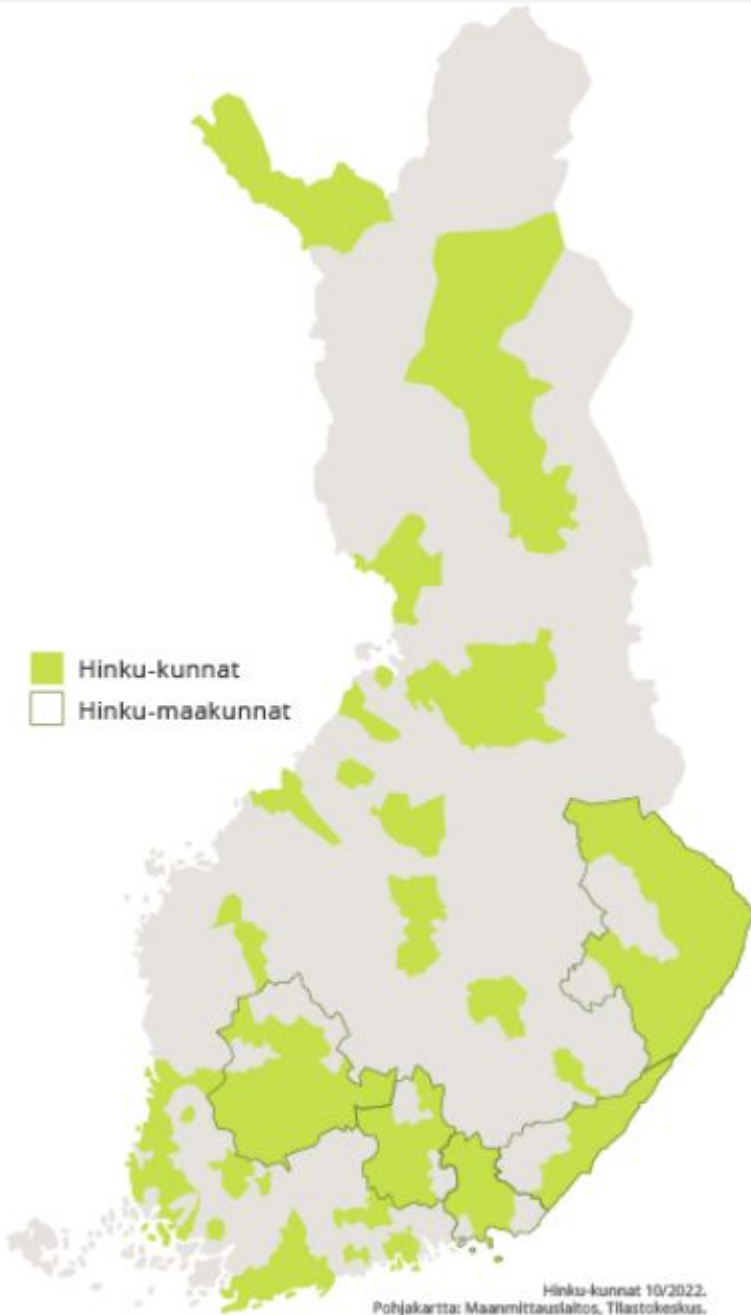 Hinku-kunnat
Hinku-maakunnat
Hinku-kunnat 10/2022.
Pohjakartta: Maanmittauslaitos, Tilastokeskus.